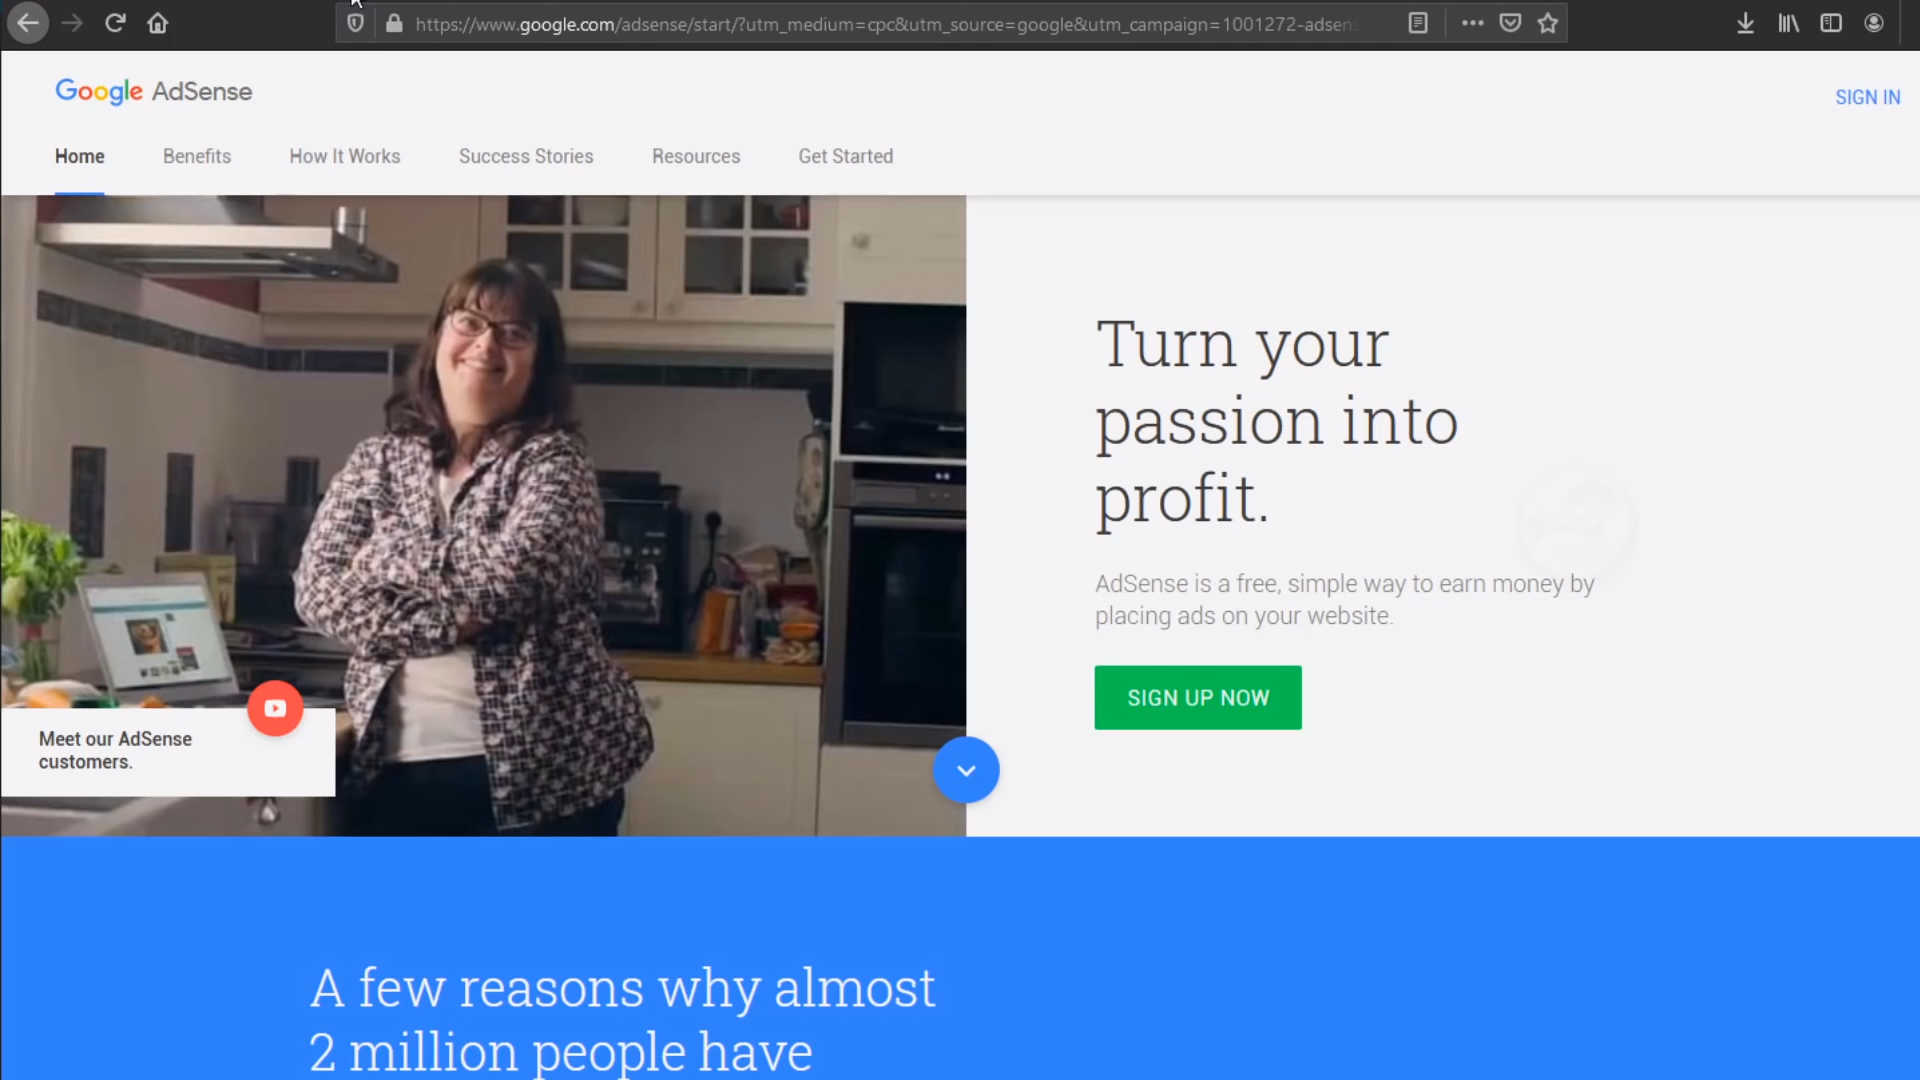 https://www.google.com/adsense/start/?utm_medium=cpc&utm_source=google&utm_campaign=1001272-adsens
Google AdSense
SIGN IN
Home Benefits How It Works Success Stories Resources Get Started
Turn your
passion into
profit.
AdSense is a free, simple way to earn money by
placing ads on your website.
SIGN UP NOW
Meet our AdSense
customers.
A few reasons why almost
2 million people have